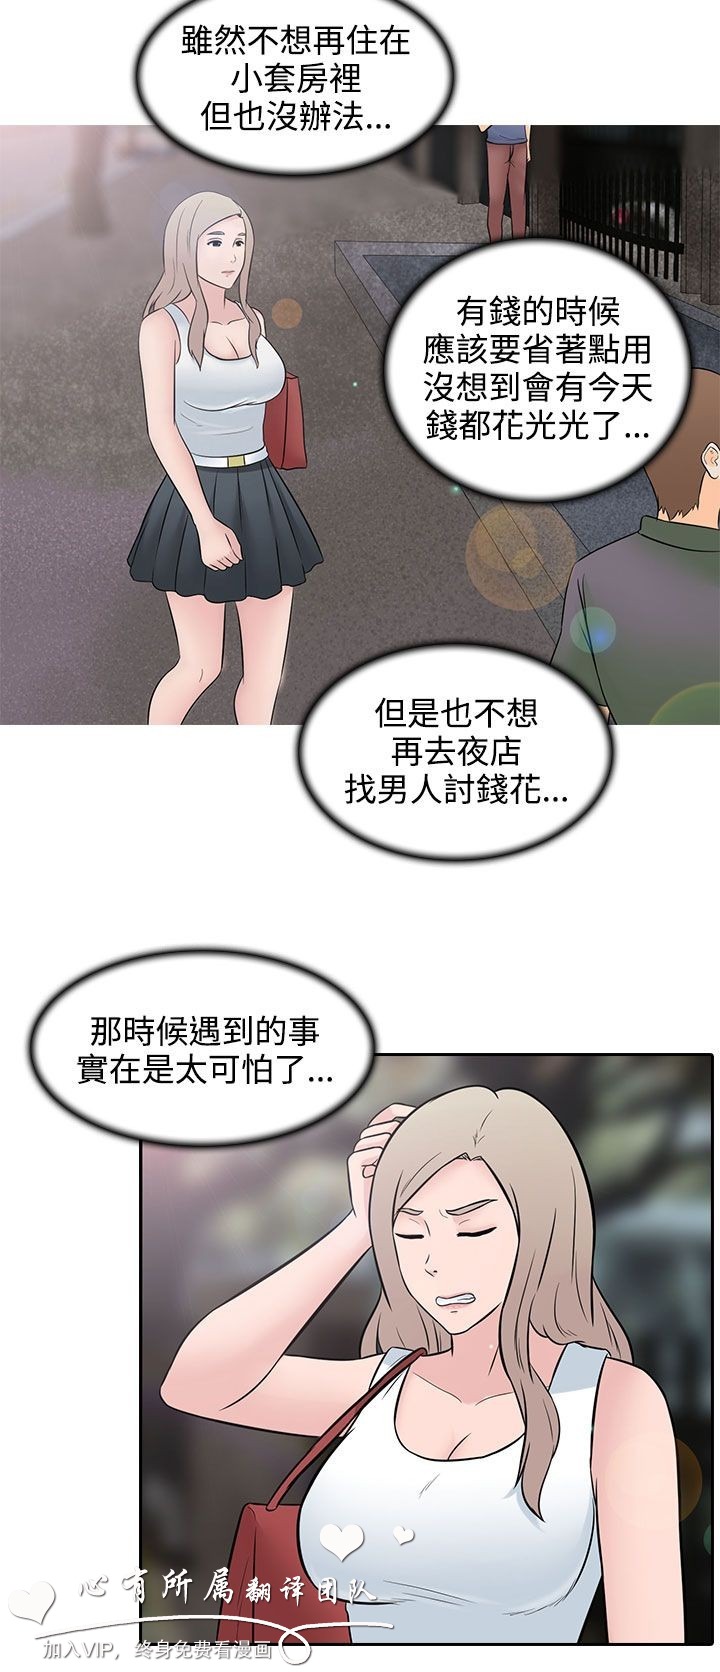 雖然不想再住在
小套房裡
但也沒辦法...
有錢的時候
應該要省著點用
沒想到會有今天
錢都花光光了...
但是也不想
再去夜店
找男人討錢花...
那時候遇到的事
實在是太可怕了...
心有所属翻译团队
加入VIP，终身免费看漫画